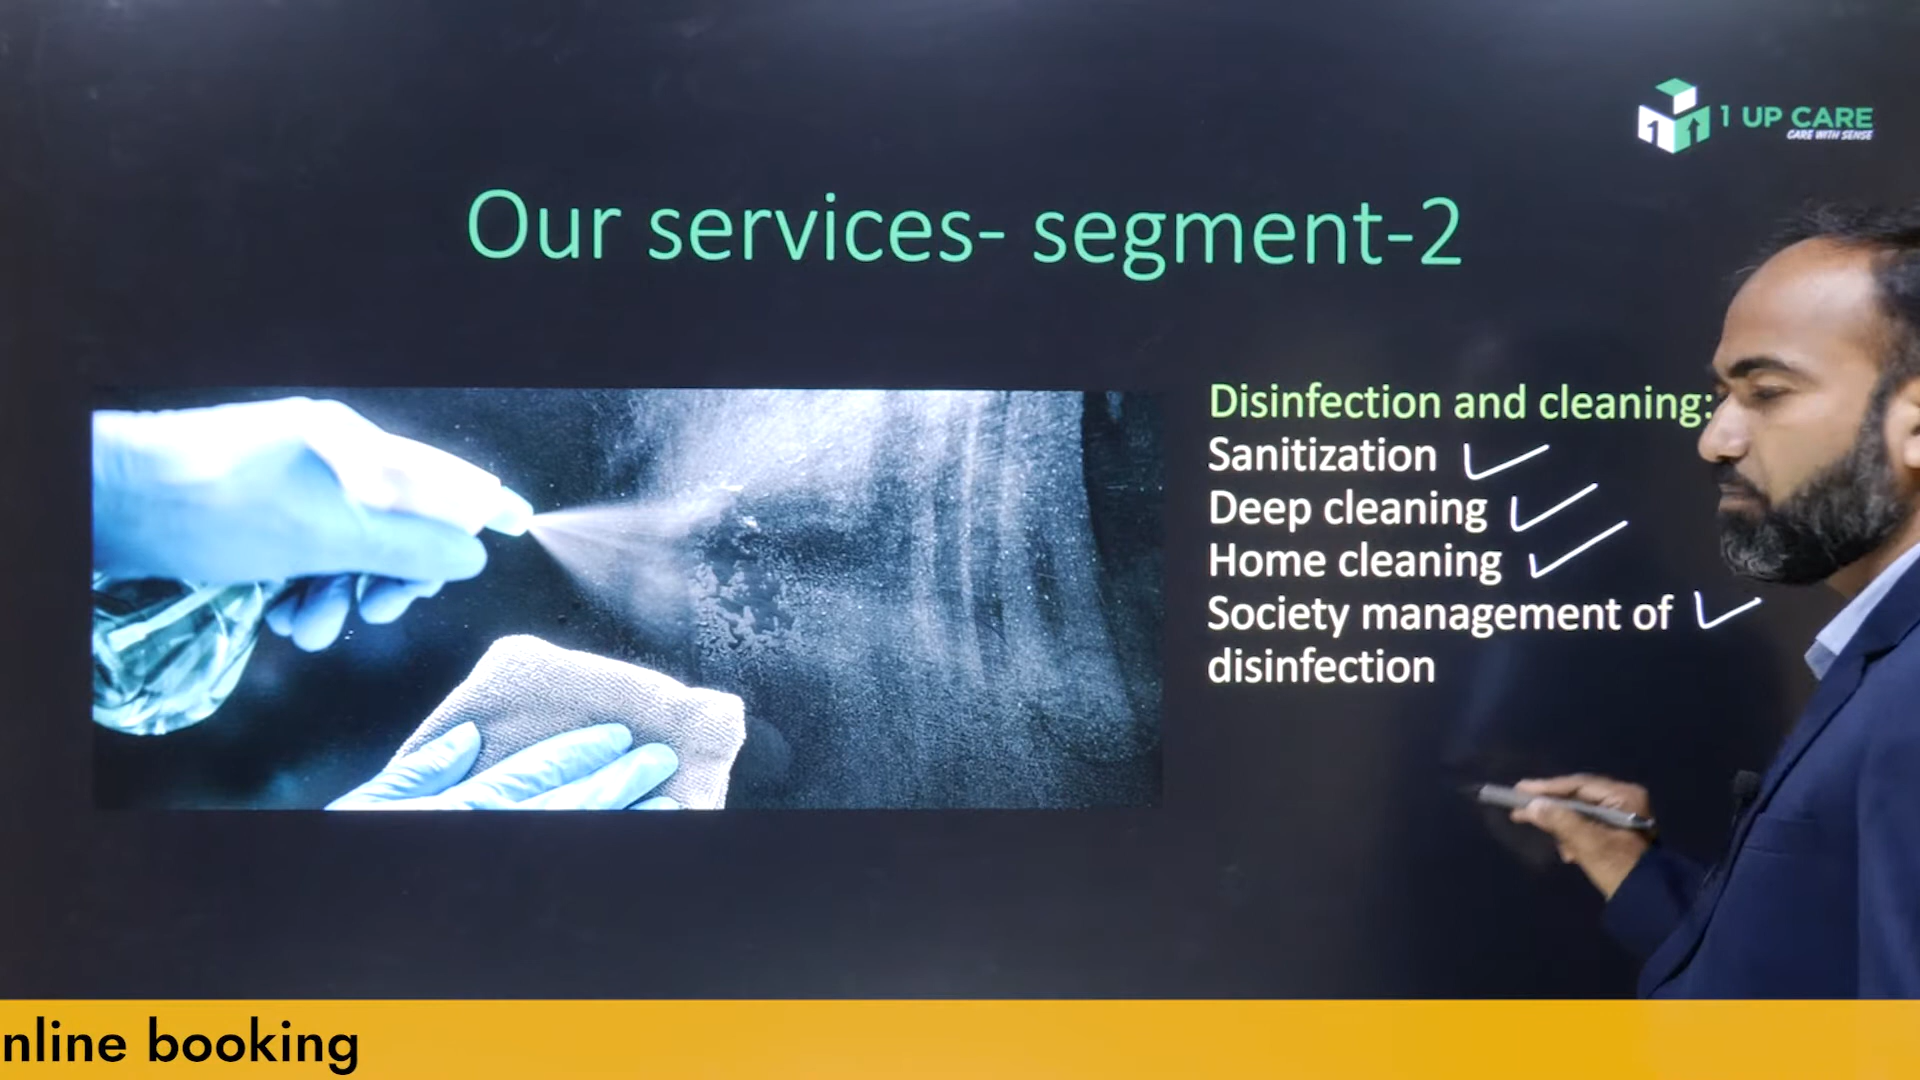 1 UP CARE
CARE WITH SENSE
Our services- segment-2
Disinfection and cleaning:
Sanitization
Deep cleaning
Home cleaning
Society management of
disinfection
nline booking